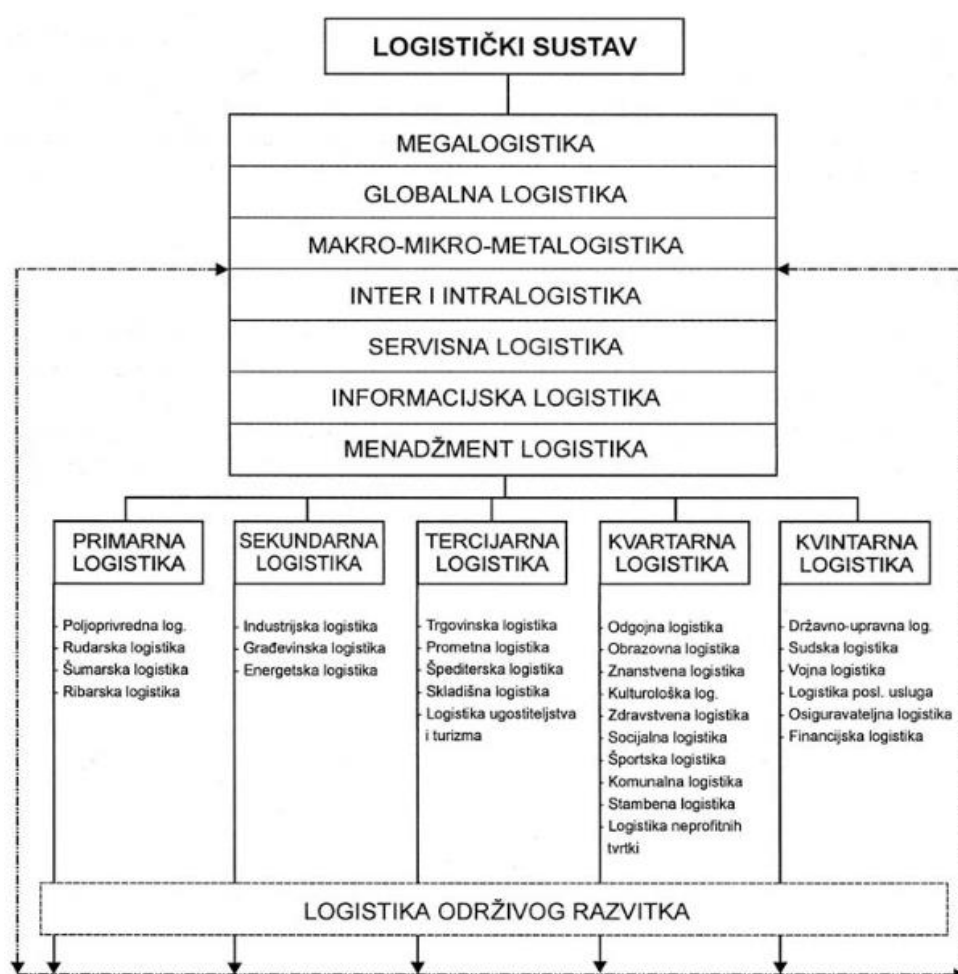 LOGISTIČKI SUSTAV
MEGALOGISTIKA
GLOBALNA LOGISTIKA
MAKRO-MIKRO-METALOGISTIKA
INTER I INTRALOGISTIKA
SERVISNA LOGISTIKA
INFORMACIJSKA LOGISTIKA
MENADŽMENT LOGISTIKA
PRIMARNA
LOGISTIKA
- Poljoprivredna log.
- Rudarska logistika
- Šumarska logistika
- Ribarska logistika
SEKUNDARNA
LOGISTIKA
- Industrijska logistika
- Građevinska logistika
- Energetska logistika
TERCIJARNA
LOGISTIKA
- Trgovinska logistika
- Prometna logistika
- Špediterska logistika
- Skladišna logistika
- Logistika ugostiteljstva
i turizma
KVARTARNA
LOGISTIKA
- Odgojna logistika
- Obrazovna logistika
- Znanstvena logistika
- Kulturološka log.
- Zdravstvena logistika
- Socijalna logistika
- Športska logistika
- Komunalna logistika
- Stambena logistika
- Logistika neprofitnih
tvrtki
KVINTARNA
LOGISTIKA
- Državno-upravna log.
- Sudska logistika
- Vojna logistika
- Logistika posl. usluga
- Osiguravateljna logistika
- Financijska logistika
LOGISTIKA ODRŽIVOG RAZVITKA